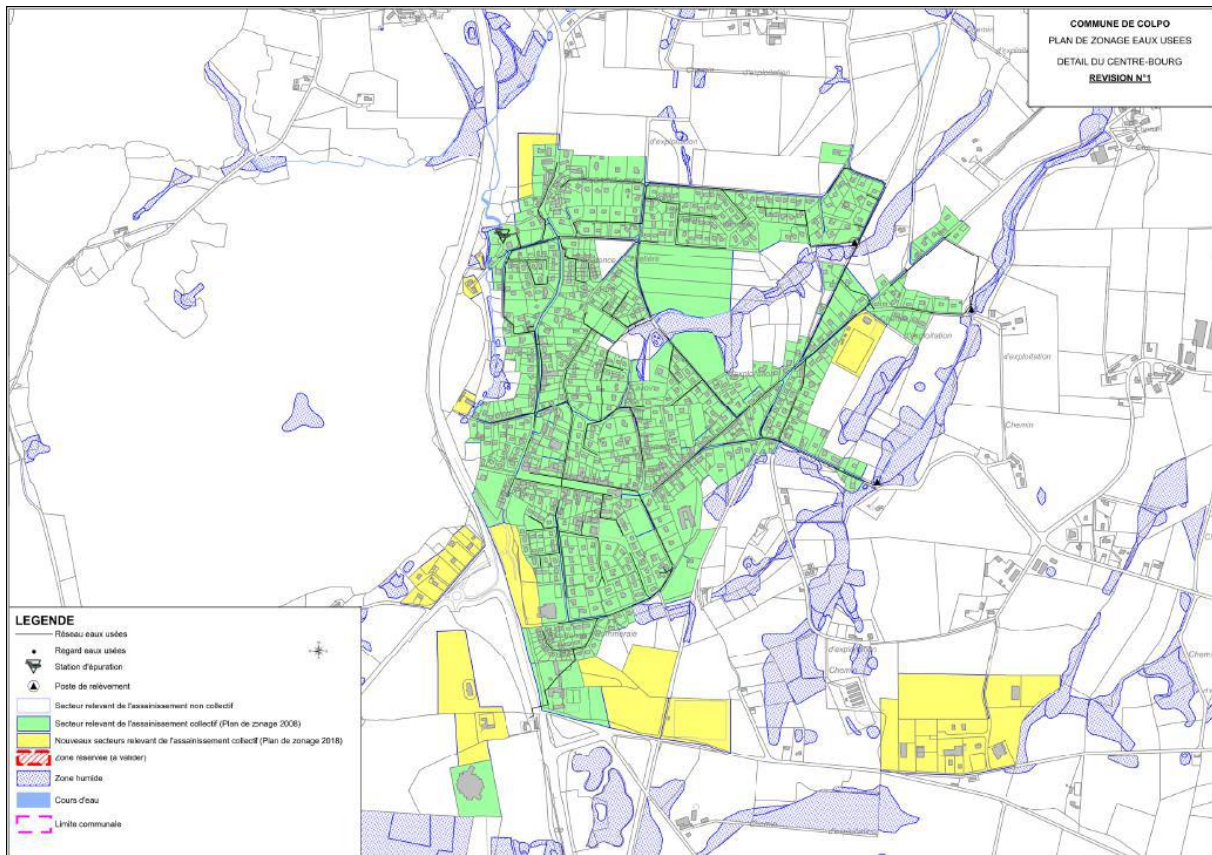 COMMUNE DE COLPO
PLAN DE ZONAGE EAUX USEES
DETAIL DU CENTRE-BOURG
REVISION N°1
d'exploitation
d'exploitation
d'exploitation
d'exploitation
Chemin
Chemin
Chemin
LEGENDE
Réseau eaux usées
Regard eaux usées
Station d'épuration
Poste de relèvement
Secteur relevant de l'assainissement non collectif
Secteur relevant de l'assainissement collectif (Plan de zonage 2008)
Nouveaux secteurs relevant de l'assainissement collectif (Plan de zonage 2018)
Zone réservée (à valider)
Zone humide
Cours d'eau
Limite communale